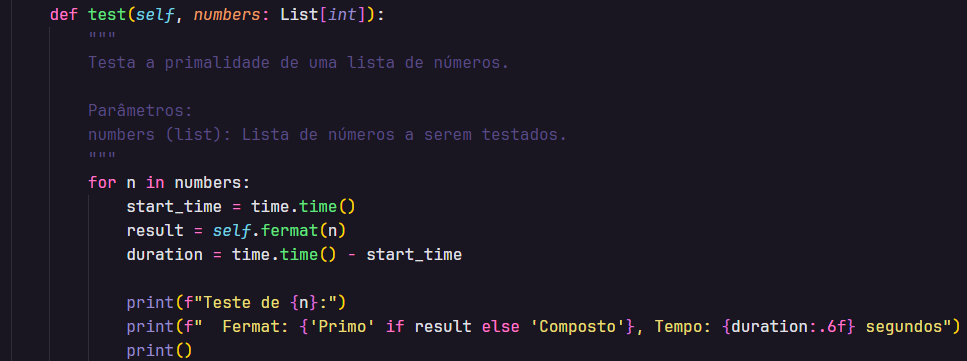 def test(self, numbers: List[int]):
"""
Testa a primalidade de uma lista de números.
Parâmetros:
numbers (list): Lista de números a serem testados.
"""
for n in numbers:
start_time = time.time()
result = self.fermat(n)
duration = time.time() - start_time
print(f"Teste de {n}:")
print(f"  Fermat: {'Primo' if result else 'Composto'}, Tempo: {duration:.6f} segundos")
print()